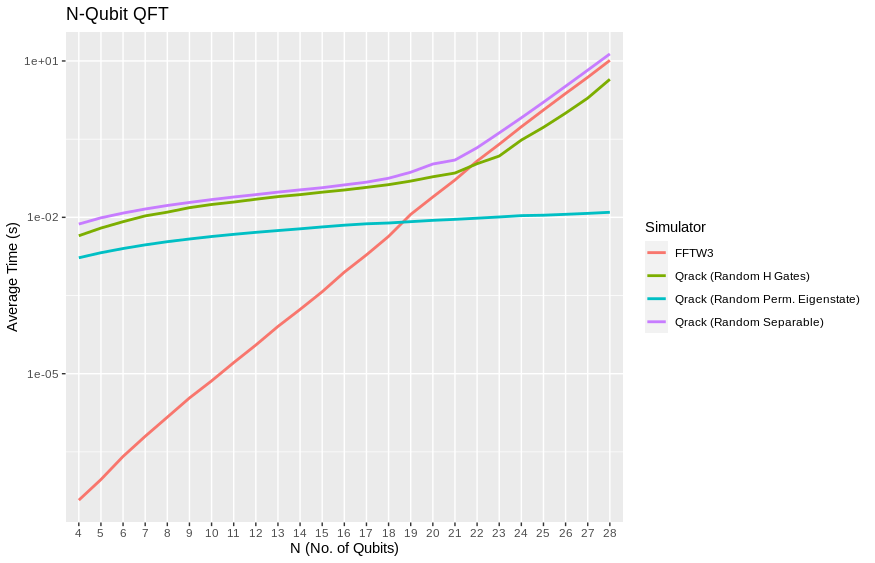 N-Qubit QFT
1e+01
1e-02
1e-05
Average Time (s)
4 5 6 7 8 9 10 11 12 13 14 15 16 17 18 19 20 21 22 23 24 25 26 27 28
N (No. of Qubits)
Simulator
FFTW3
Qrack (Random H Gates)
Qrack (Random Perm. Eigenstate)
Qrack (Random Separable)